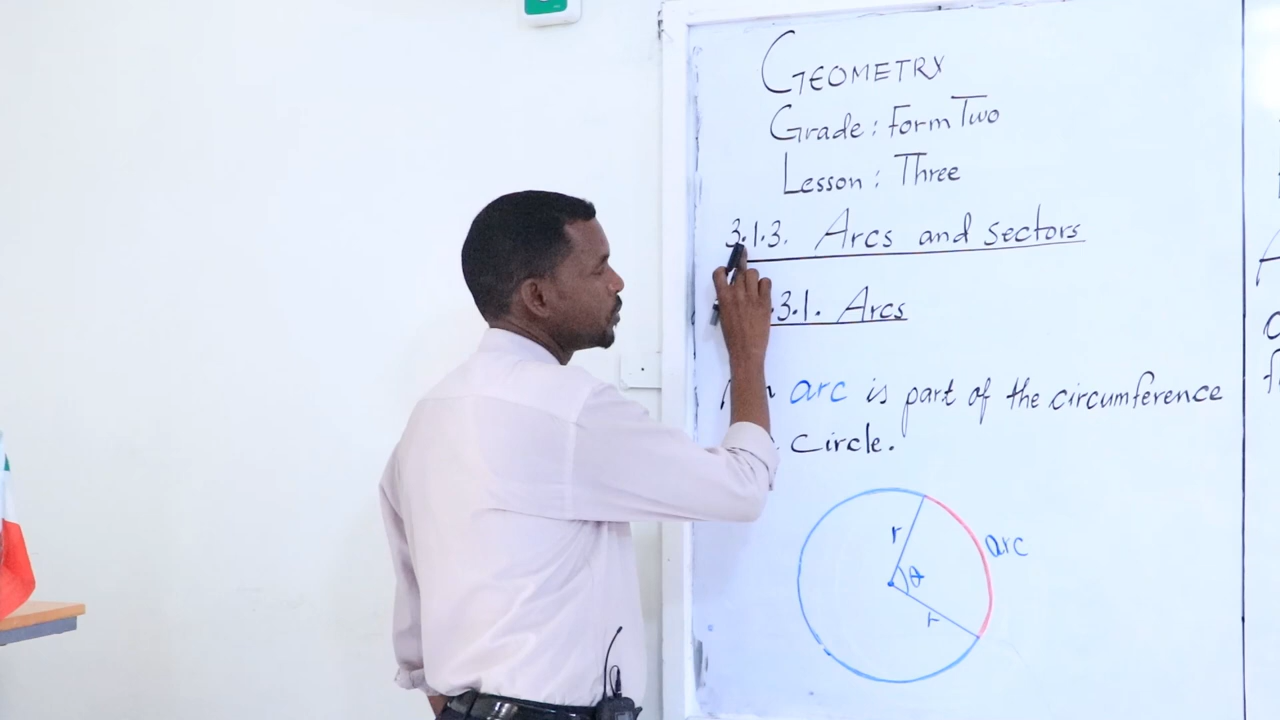 GEOMETRY
Grade: Form Two
Lesson: Three
3.1.3. Arcs and sectors
.3.1. Arcs
arc is part of the circumference
circle.
r
arc
θ
r